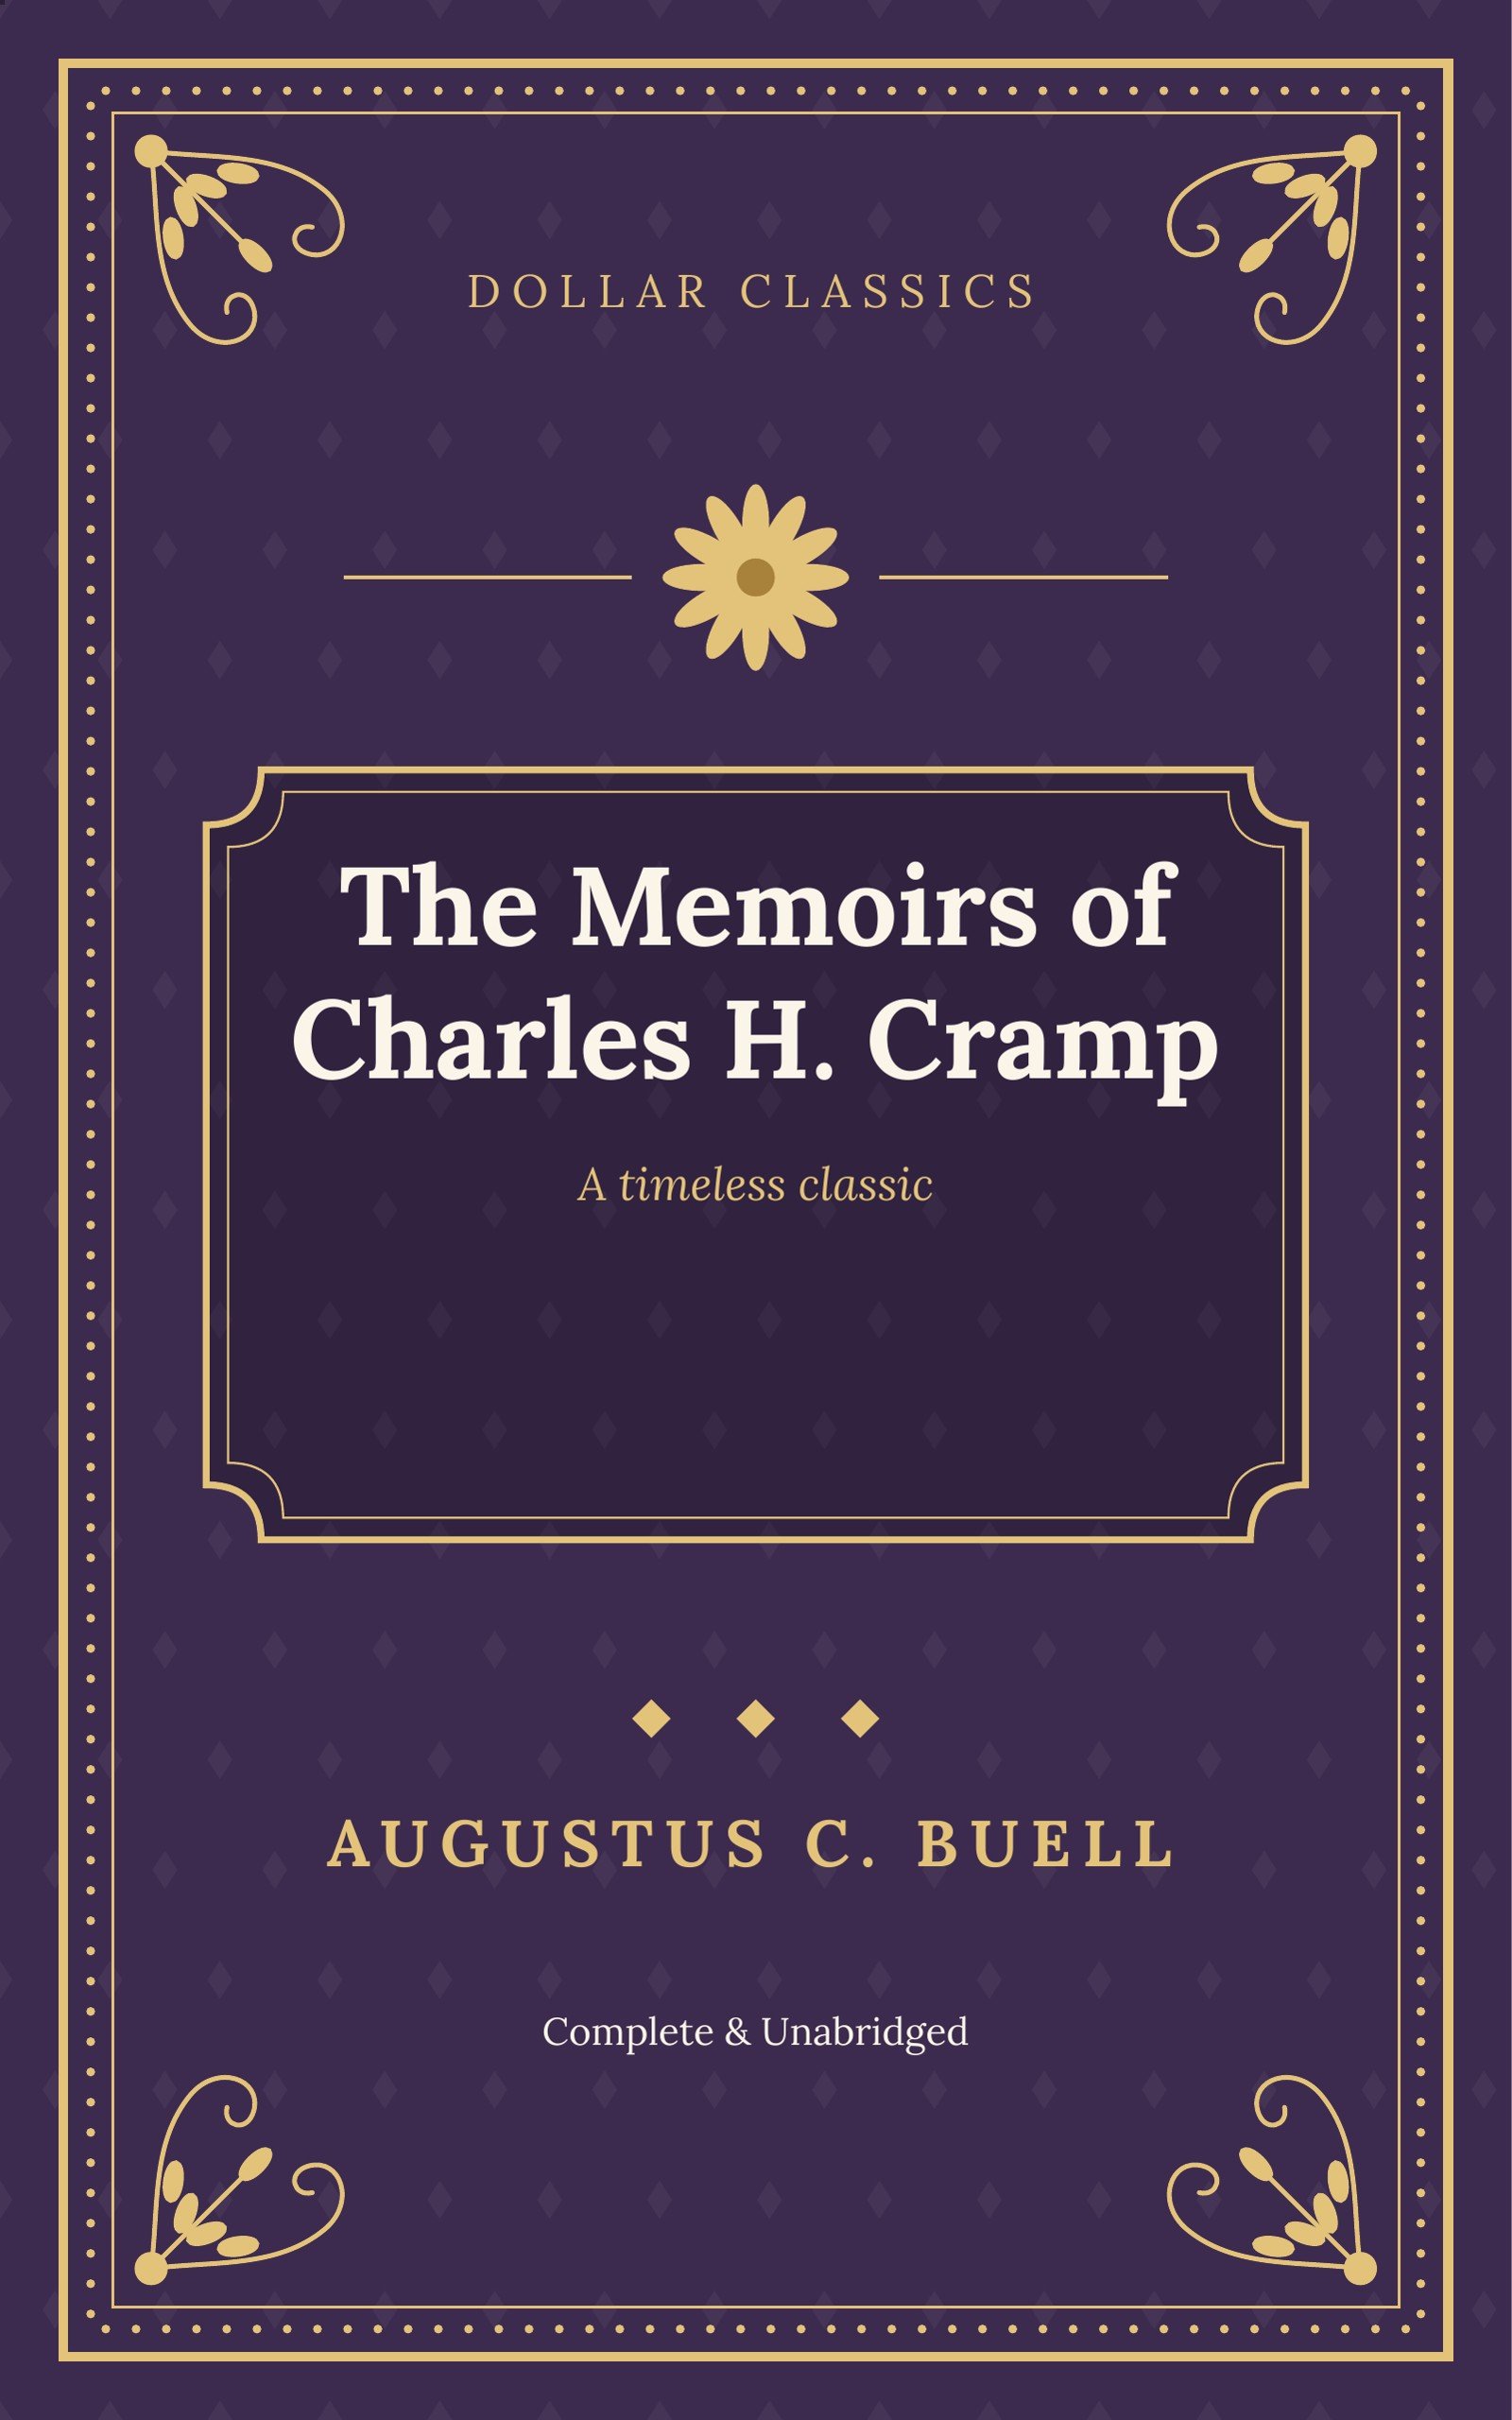 DOLLAR CLASSICS
The Memoirs of
Charles H. Cramp
A timeless classic
AUGUSTUS C. BUELL
Complete & Unabridged